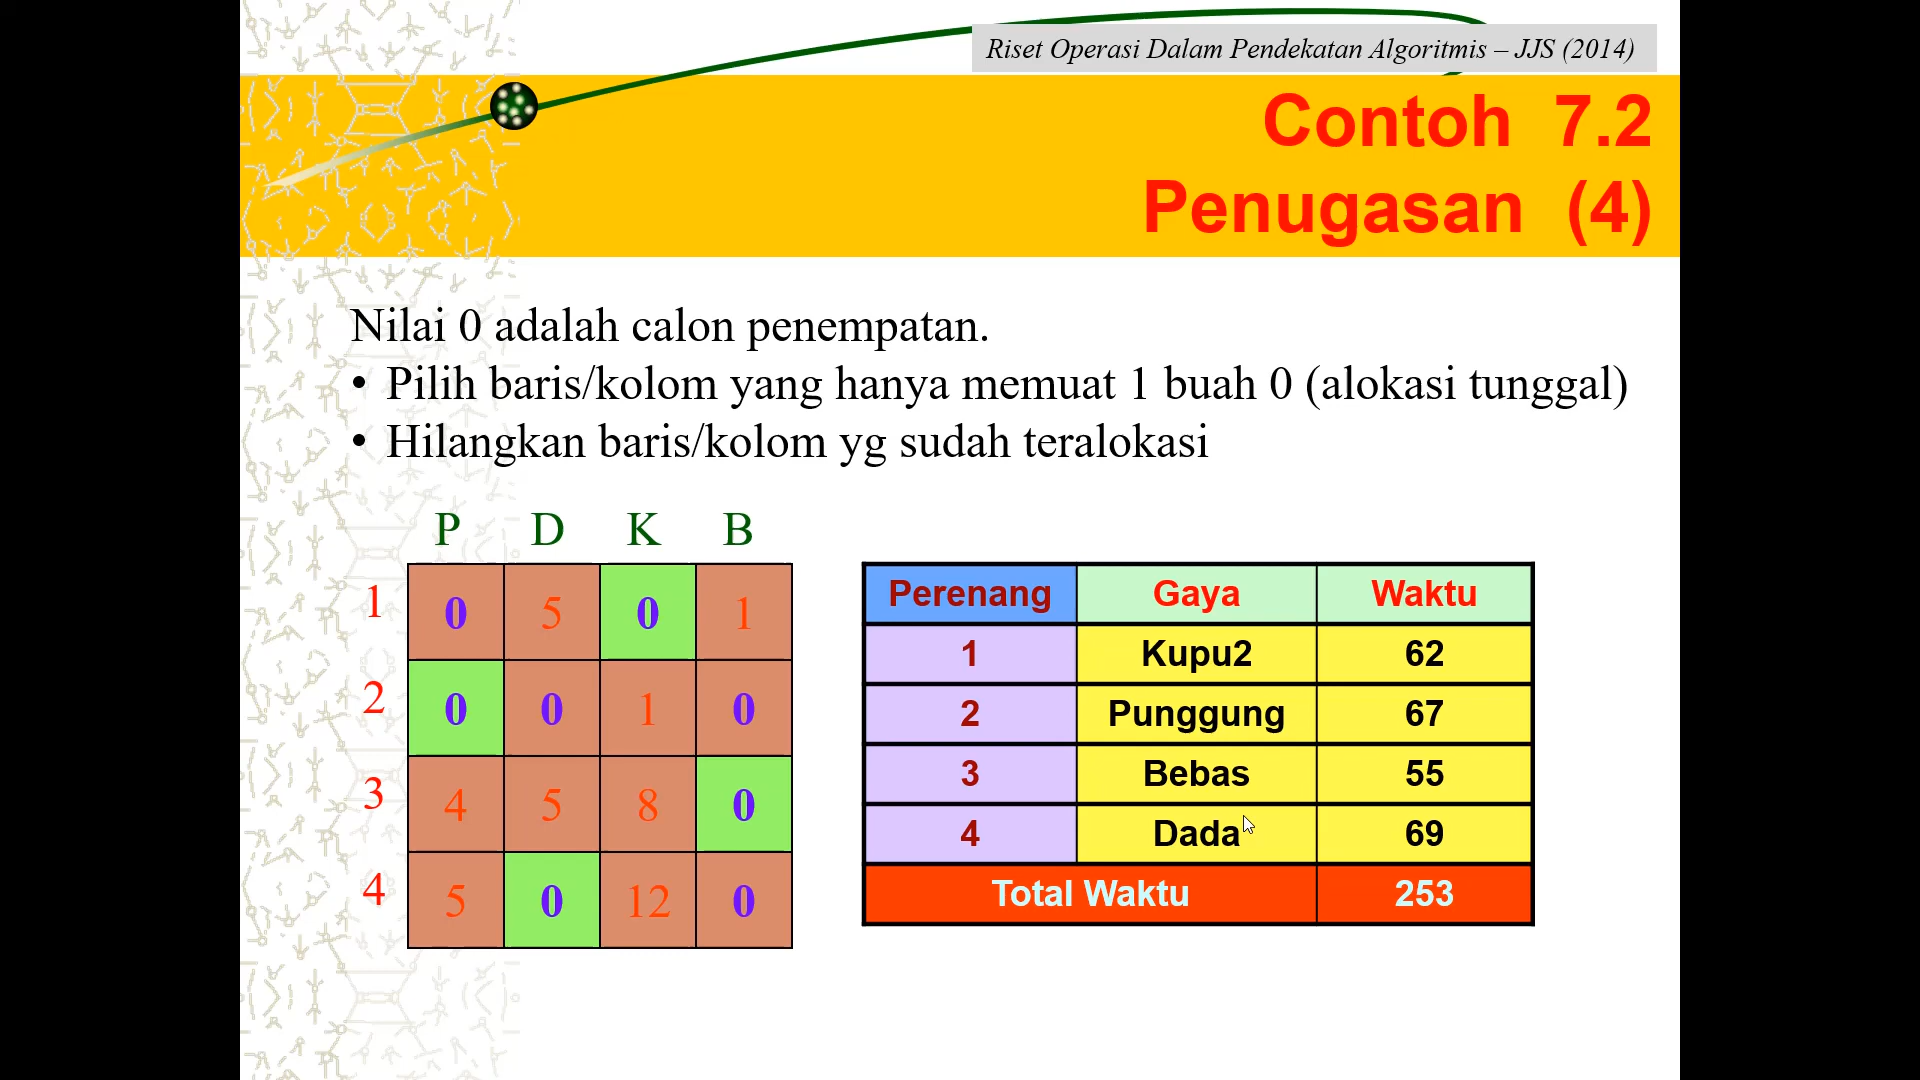 Riset Operasi Dalam Pendekatan Algoritmis – JJS (2014)
Contoh 7.2
Penugasan (4)
Nilai 0 adalah calon penempatan.
• Pilih baris/kolom yang hanya memuat 1 buah 0 (alokasi tunggal)
• Hilangkan baris/kolom yg sudah teralokasi
P D K B
1 0 5 0 1
2 0 0 1 0
3 4 5 8 0
4 5 0 12 0
Perenang Gaya Waktu
1 Kupu2 62
2 Punggung 67
3 Bebas 55
4 Dada 69
Total Waktu 253